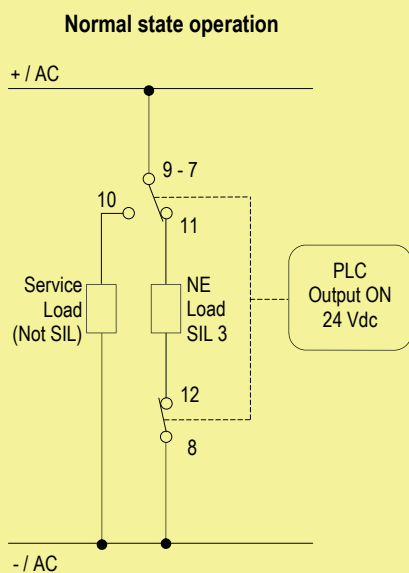 Normal state operation
+ / AC
9 - 7
10
11
Service
Load
(Not SIL)
NE
Load
SIL 3
PLC
Output ON
24 Vdc
12
8
- / AC